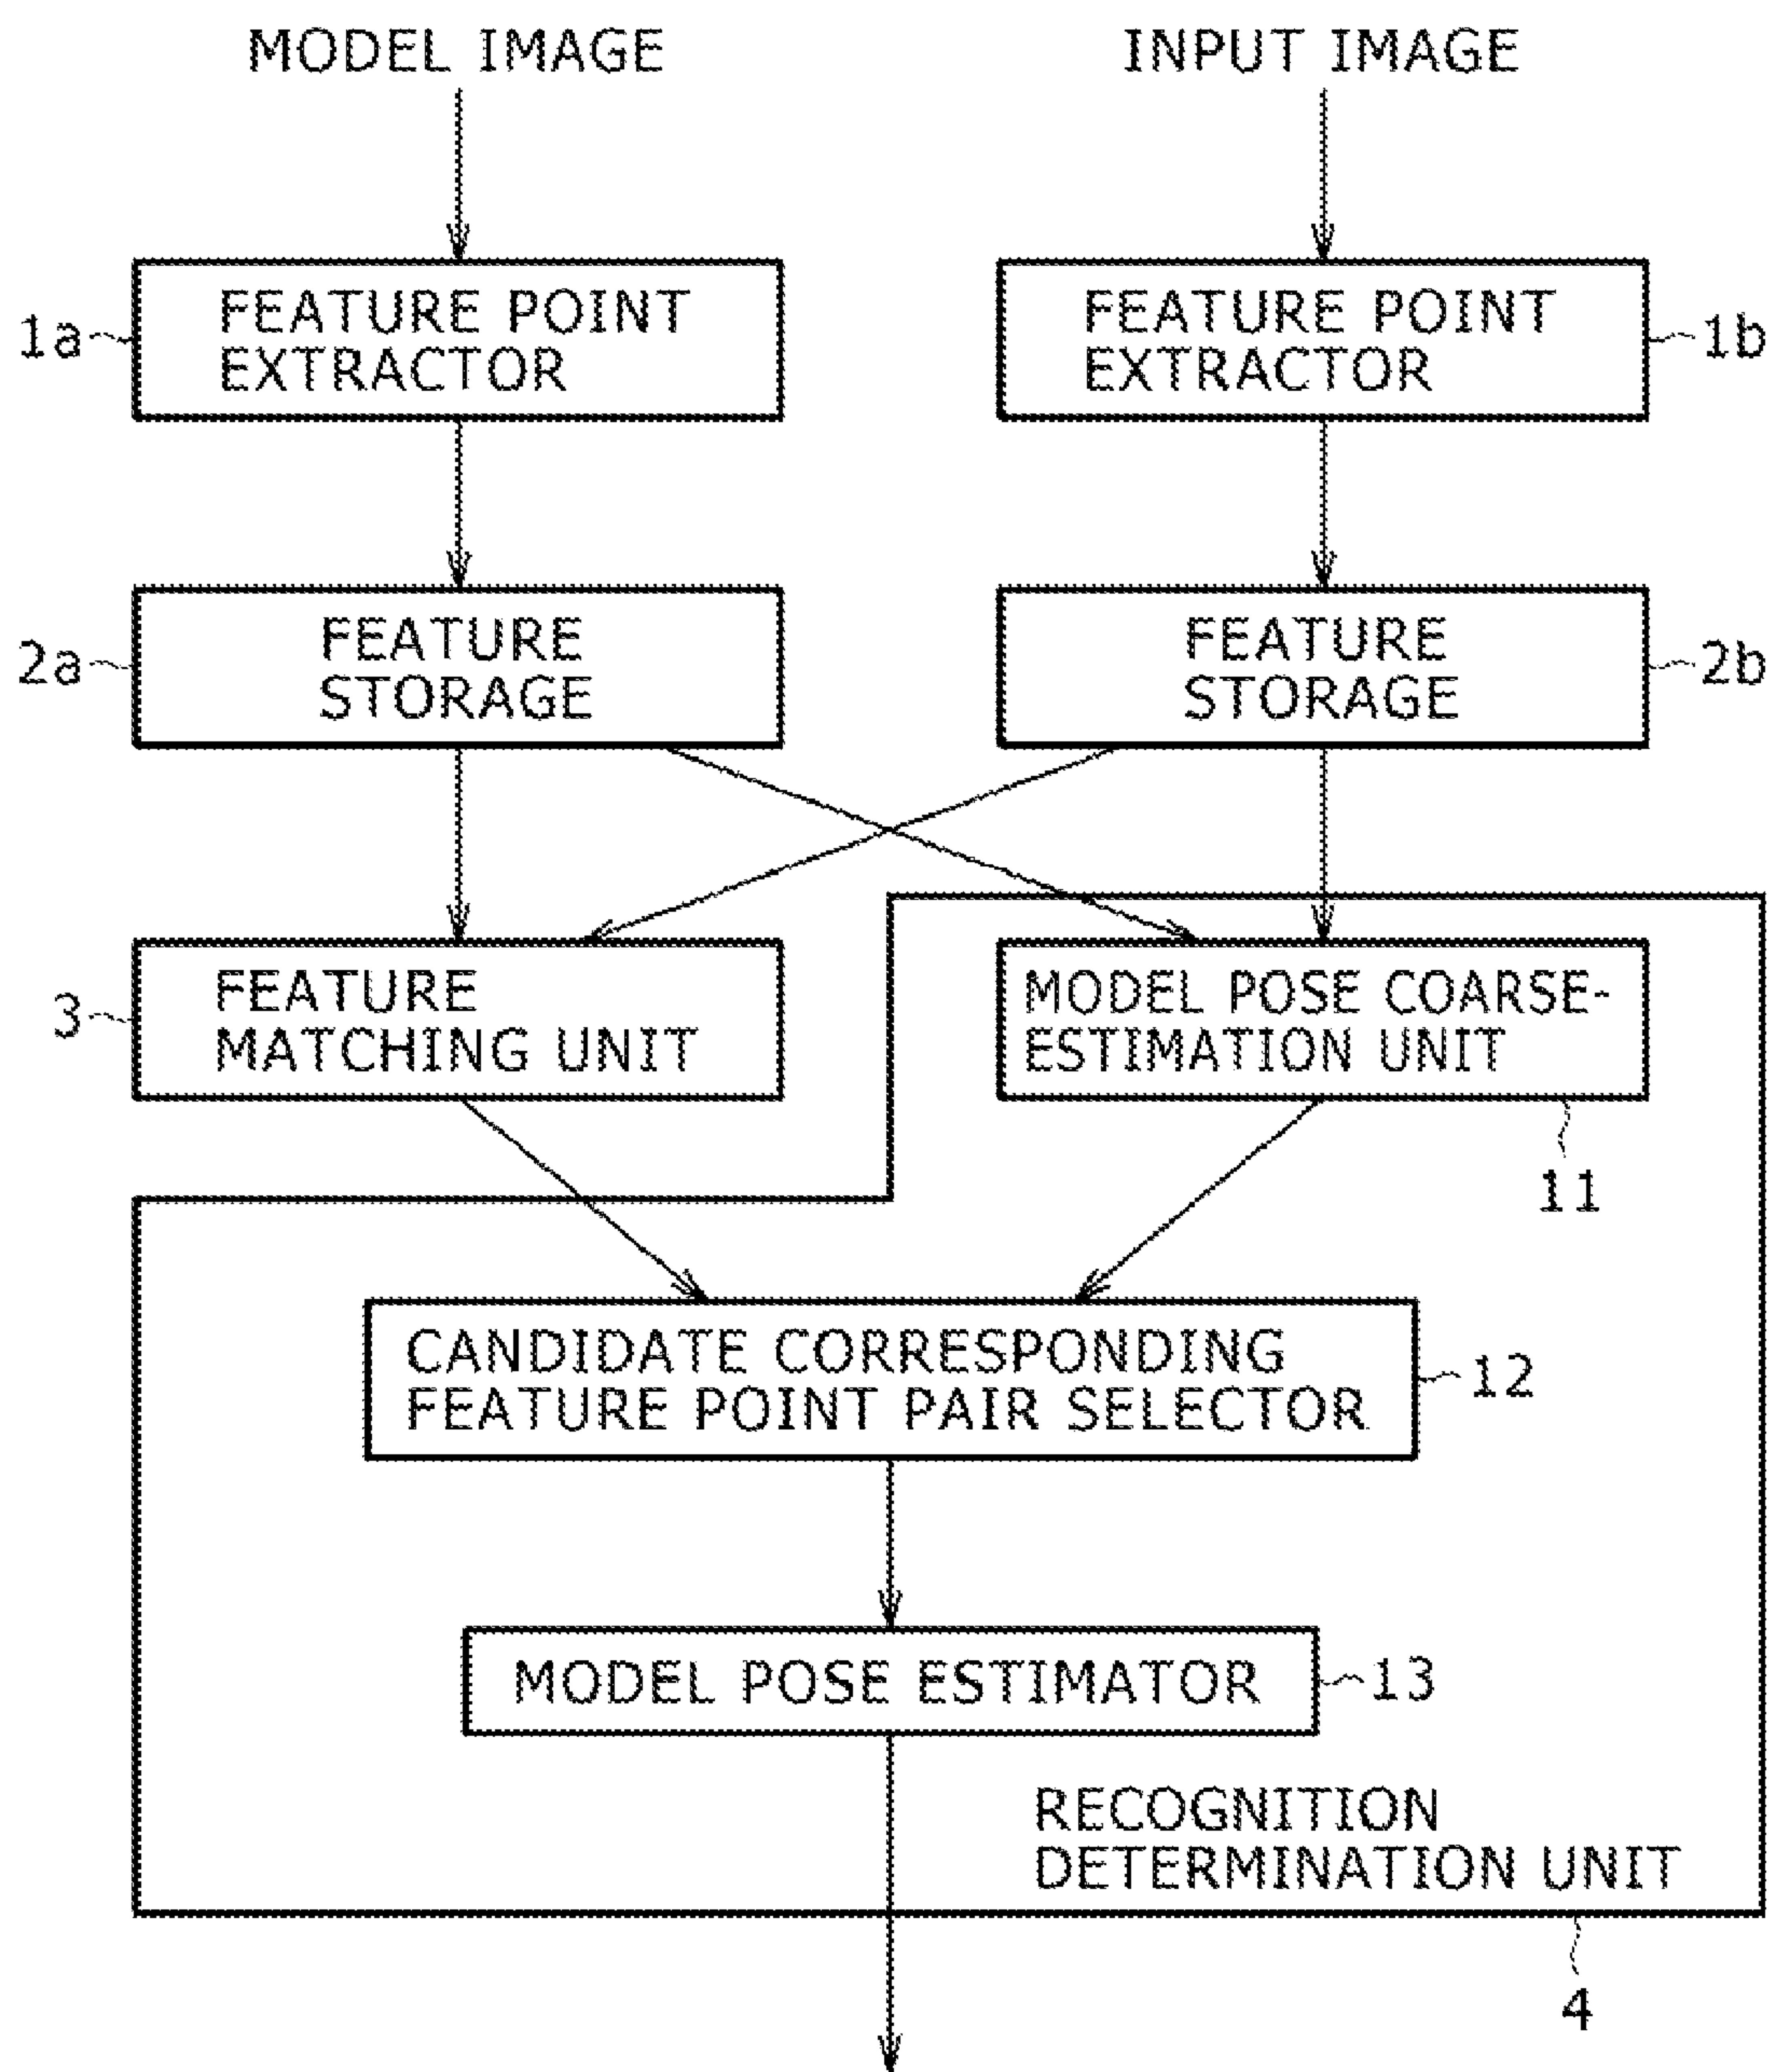 MODEL IMAGE
INPUT IMAGE
1a
FEATURE POINT
EXTRACTOR
FEATURE POINT
EXTRACTOR
1b
2a
FEATURE
STORAGE
FEATURE
STORAGE
2b
3
FEATURE
MATCHING UNIT
MODEL POSE COARSE-
ESTIMATION UNIT
11
CANDIDATE CORRESPONDING
FEATURE POINT PAIR SELECTOR
12
MODEL POSE ESTIMATOR
13
RECOGNITION
DETERMINATION UNIT
4